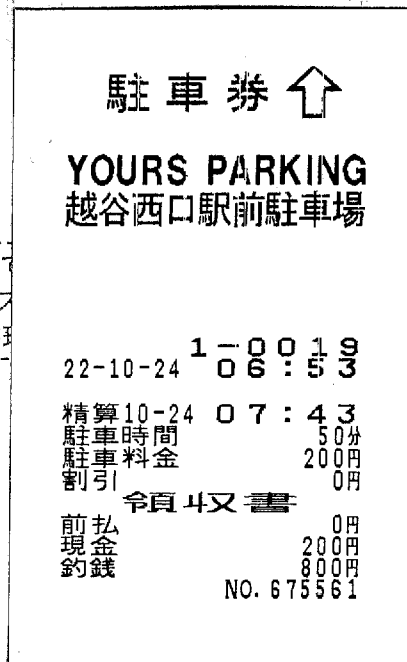 駐車券
YOURS PARKING
越谷西口駅前駐車場
1-0019
22-10-24 06:53
精算10-24 07:43
駐車時間 50分
駐車料金 200円
割引 0円
領収書
前払 0円
現金 200円
釣銭 800円
NO.675561